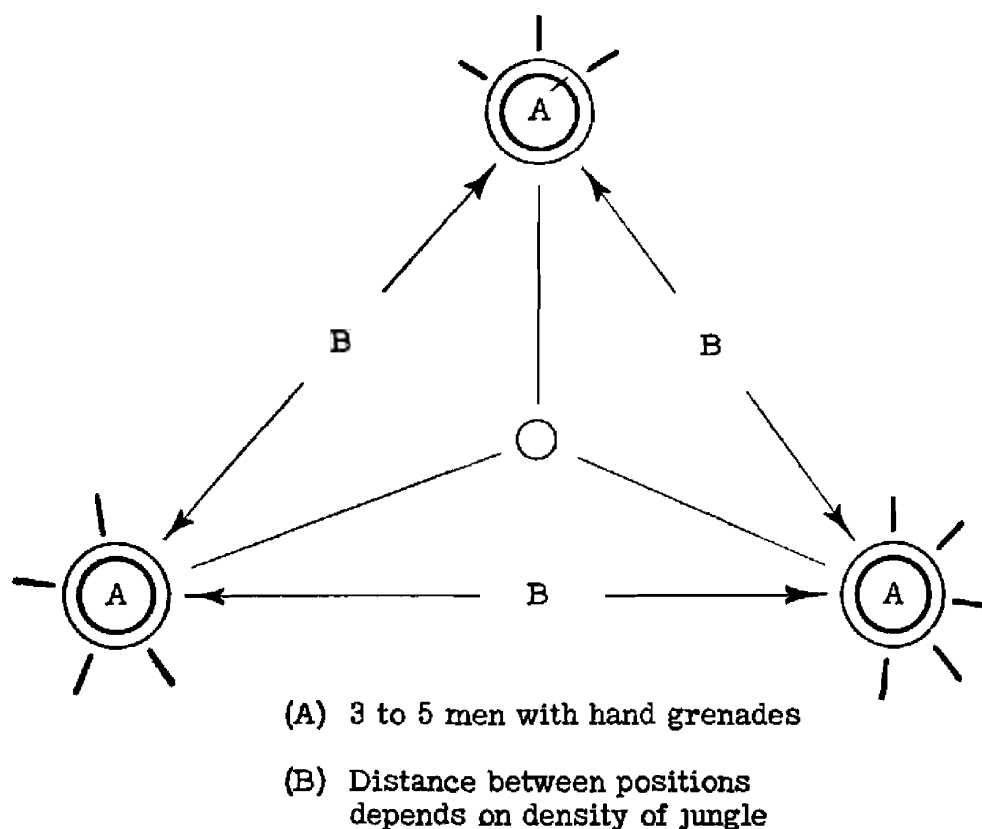 A
B B
A B A
(A) 3 to 5 men with hand grenades
(B) Distance between positions
depends on density of jungle